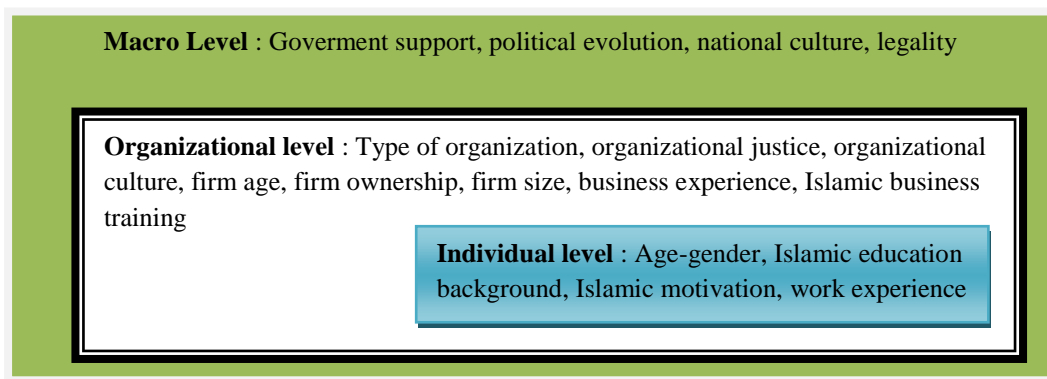 Macro Level : Goverment support, political evolution, national culture, legality
Organizational level : Type of organization, organizational justice, organizational
culture, firm age, firm ownership, firm size, business experience, Islamic business
training
Individual level : Age-gender, Islamic education
background, Islamic motivation, work experience